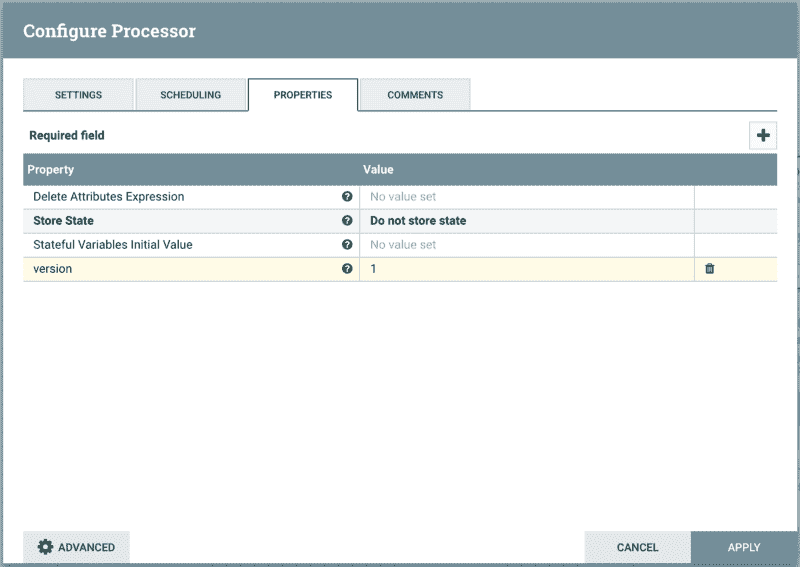 Configure Processor
SETTINGS SCHEDULING PROPERTIES COMMENTS
Required field
Property Value
Delete Attributes Expression No value set
Store State Do not store state
Stateful Variables Initial Value No value set
version 1
ADVANCED CANCEL APPLY